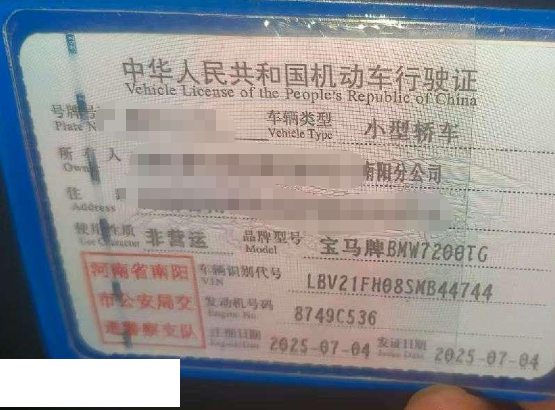 中华人民共和国机动车行驶证
Vehicle License of the People's Republic of China
号牌号 车辆类型 小型轿车
Plate N Vehicle Type
所有人 南阳分公司
Owne
住
Address
使用性质 非营运 品牌型号 宝马牌BMW7200TG
Use Character Model
河南省南阳
市公安局交
通警察支队
车辆识别代号 LBV21FH08SMB44744
VIN
发动机号码 8749C536
Engine No
注册日期 2025-07-04 发证日期 2025-07-04
Issue Date